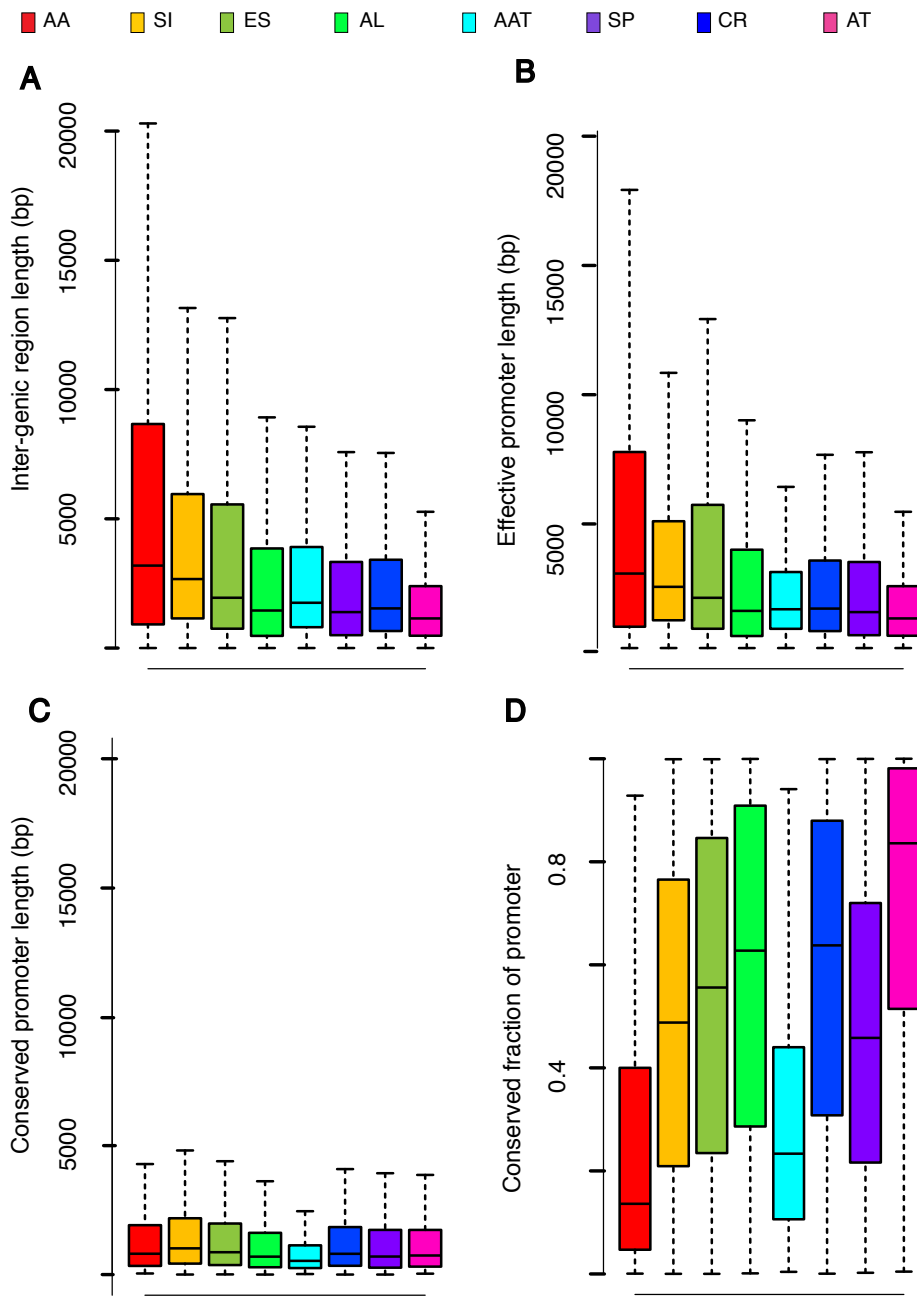 AA SI ES AL AAT SP CR AT
A
Inter-genic region length (bp)
20000
15000
10000
5000
B
Effective promoter length (bp)
20000
15000
10000
5000
C
Conserved promoter length (bp)
20000
15000
10000
5000
D
Conserved fraction of promoter
0.8
0.4